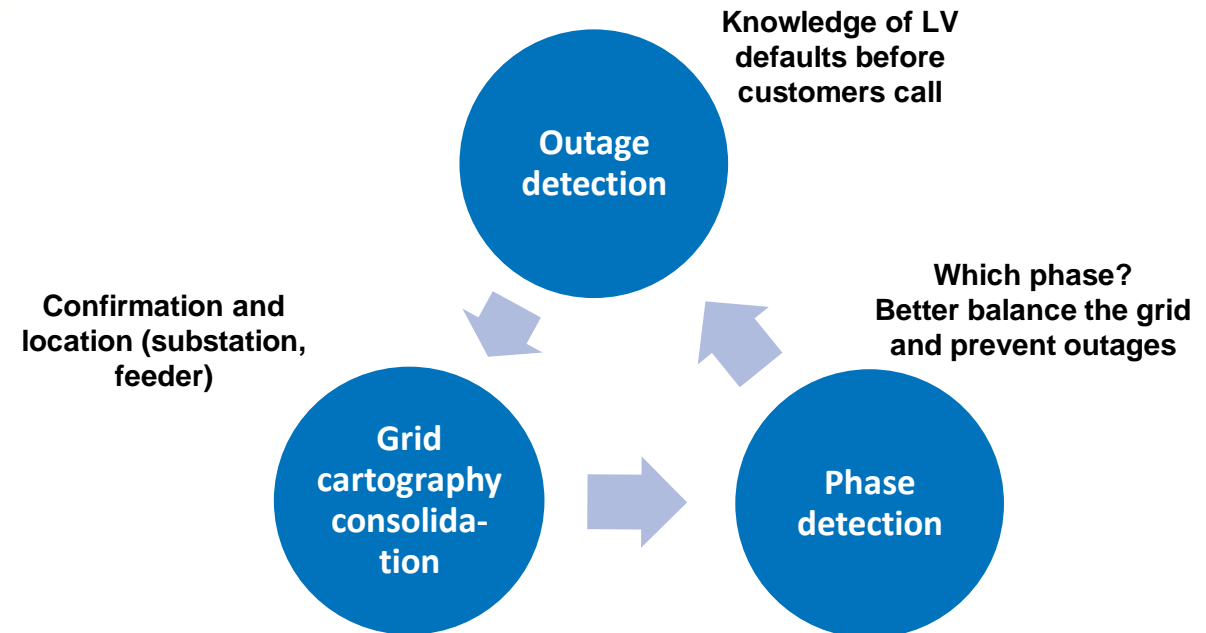 Knowledge of LV
defaults before
customers call
Outage
detection
Which phase?
Better balance the grid
and prevent outages
Confirmation and
location (substation,
feeder)
Grid
cartography
consolida-
tion
Phase
detection